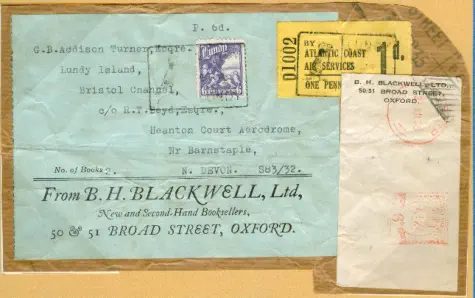 P. 6d.
G.B.Addison Turner,Esqre.
Lundy Island,
Bristol Channel,
c/o R.T.Boyd,Esqre.
Heanton Court Aerodrome,
Nr Barnstaple,
No. of Books 2. N. DEVON. S83/32.
From B. H. BLACKWELL, Ltd,
New and Second-Hand Booksellers,
50 & 51 BROAD STREET, OXFORD.
Lundy
6 6
01002
BY
ATLANTIC COAST
AIR SERVICES
ONE PENNY
1d.
B. H. BLACKWELL LTD.,
50/51 BROAD STREET,
OXFORD.